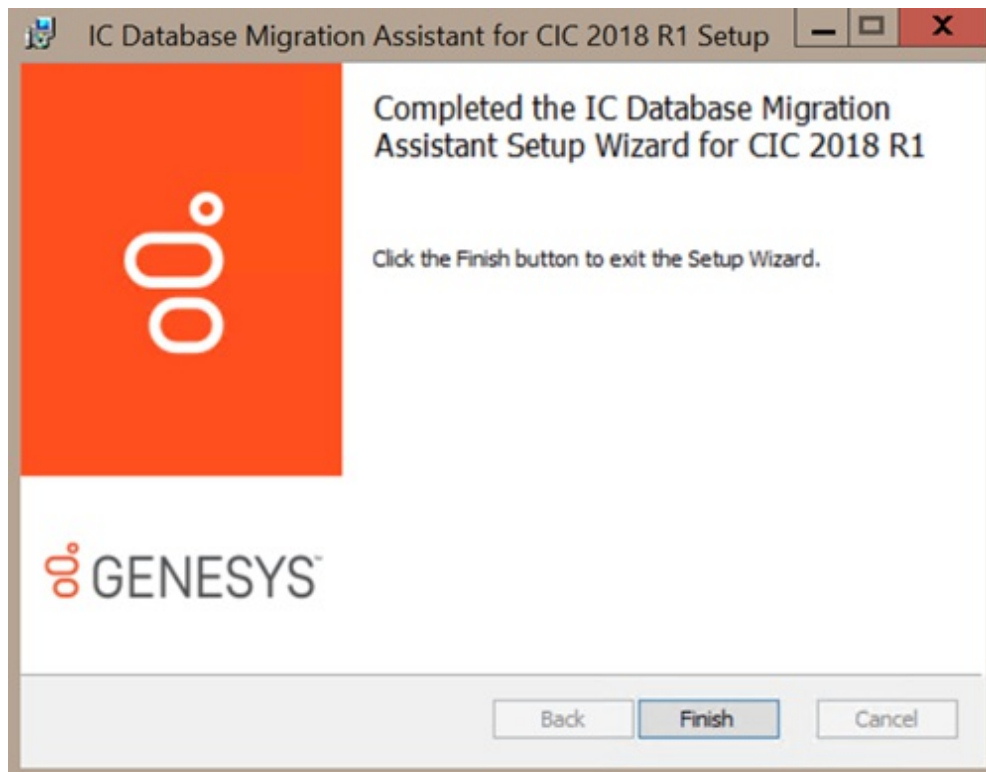 IC Database Migration Assistant for CIC 2018 R1 Setup
Completed the IC Database Migration
Assistant Setup Wizard for CIC 2018 R1
Click the Finish button to exit the Setup Wizard.
GENESYS™
Back
Finish
Cancel